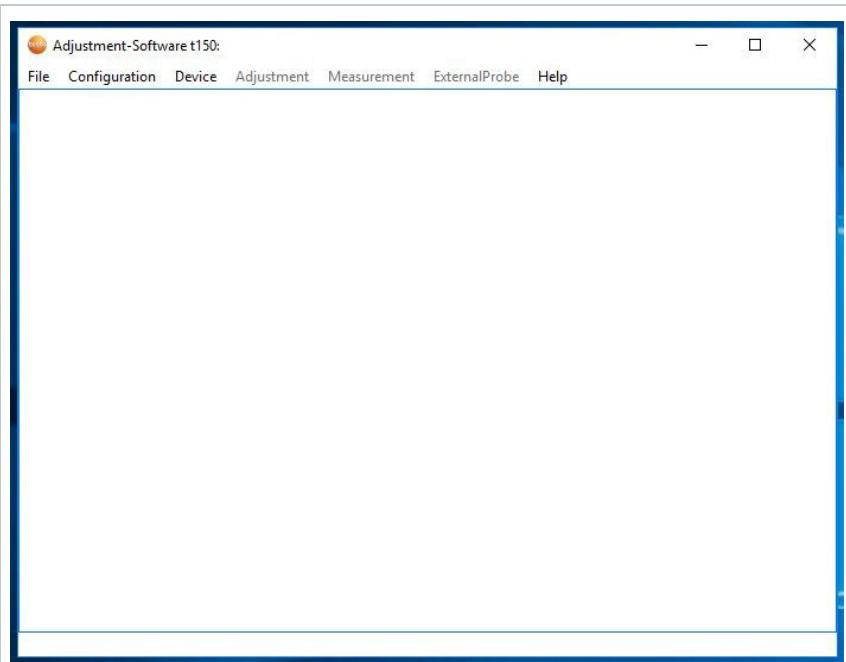 Adjustment-Software t150:
File Configuration Device Adjustment Measurement ExternalProbe Help